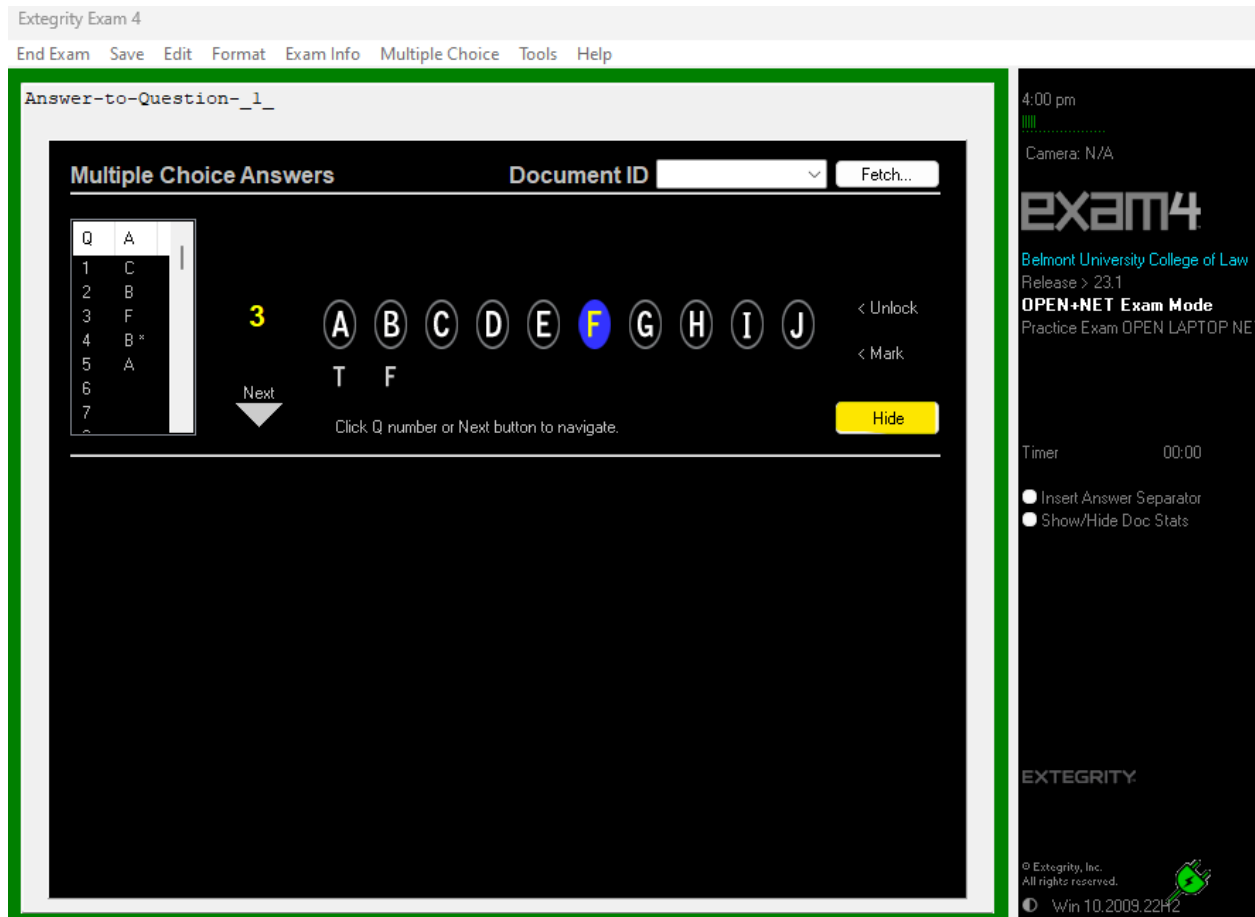 Extegrity Exam 4
End Exam Save Edit Format Exam Info Multiple Choice Tools Help
Answer-to-Question-_1_
Multiple Choice Answers Document ID Fetch...
Q A
1 C
2 B
3 F
4 B *
5 A
6
7
3
Next
A B C D E F G H I J
T F
Click Q number or Next button to navigate.
< Unlock
< Mark
Hide
4:00 pm
Camera: N/A
exam4
Belmont University College of Law
Release > 23.1
OPEN+NET Exam Mode
Practice Exam OPEN LAPTOP NE
Timer 00:00
Insert Answer Separator
Show/Hide Doc Stats
EXTEGRITY
© Extegrity, Inc.
All rights reserved.
Win 10.2009.22H2